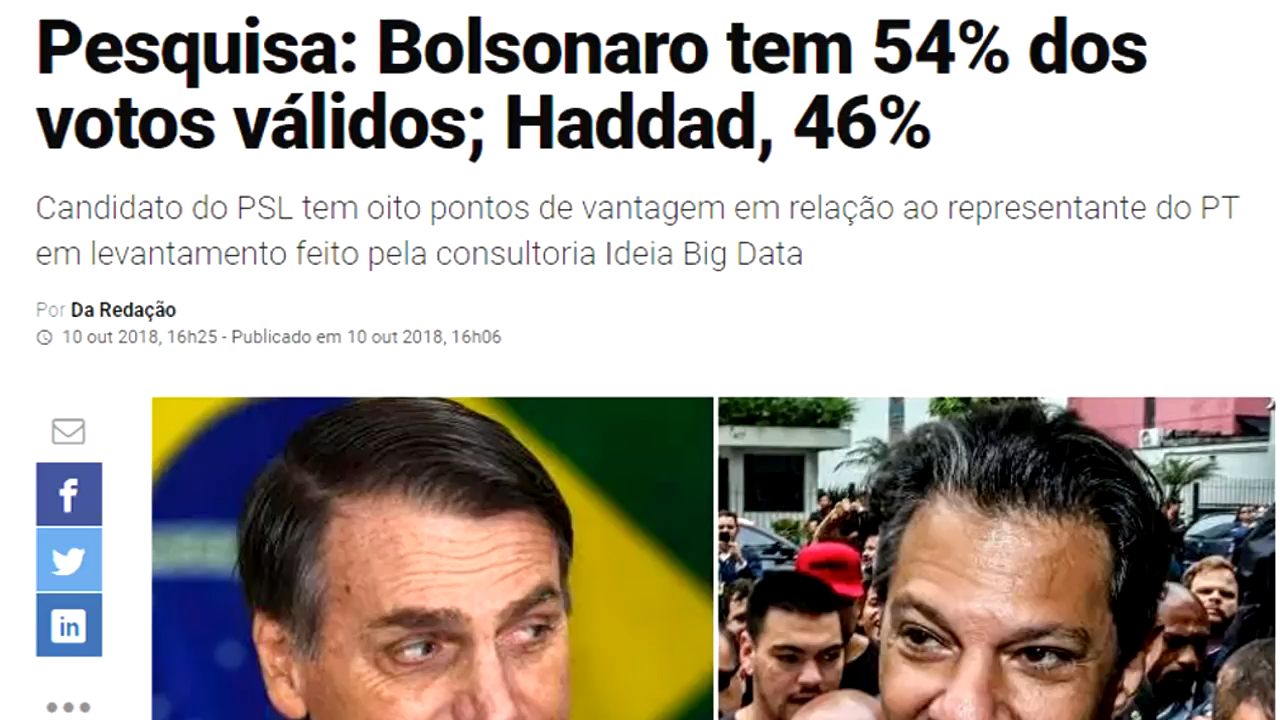 Pesquisa: Bolsonaro tem 54% dos
votos válidos; Haddad, 46%
Candidato do PSL tem oito pontos de vantagem em relação ao representante do PT
em levantamento feito pela consultoria Ideia Big Data
Por Da Redação
10 out 2018, 16h25 - Publicado em 10 out 2018, 16h06